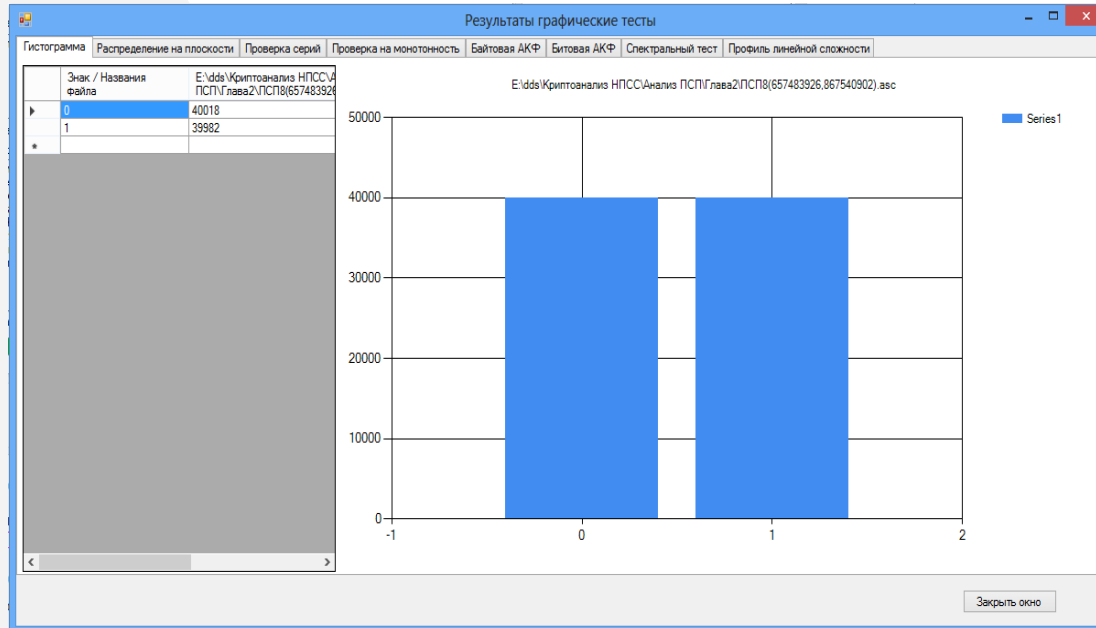 Результаты графические тесты
Гистограмма Распределение на плоскости Проверка серий Проверка на монотонность Байтовая АКФ Битовая АКФ Спектральный тест Профиль линейной сложности
Знак / Названия файла
E:\dds\Криптоанализ НПСС\А
ПСП\Глава2\ПСП8(657483926
0 40018
1 39982
E:\dds\Криптоанализ НПСС\Анализ ПСП\Глава2\ПСП8(657483926,867540902).asc
Series1
50000
40000
30000
20000
10000
0
-1 0 1 2
Закрыть окно